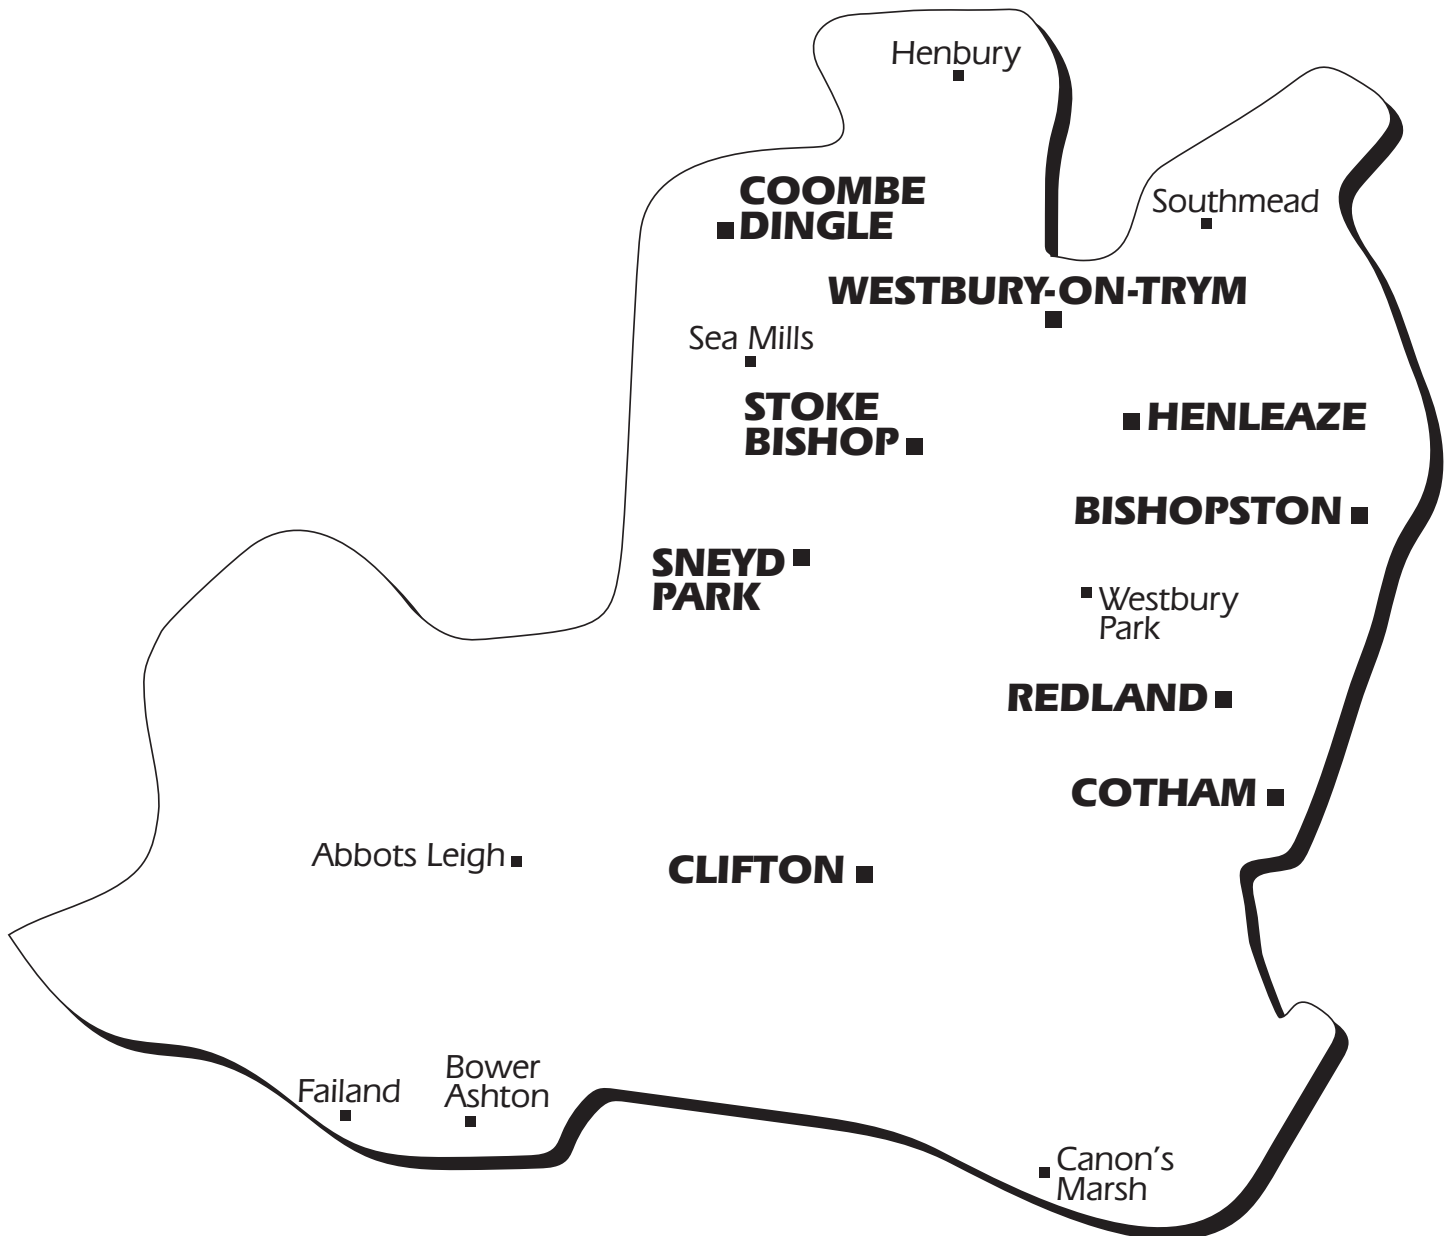 Henbury
COOMBE
DINGLE
Southmead
WESTBURY-ON-TRYM
Sea Mills
STOKE
BISHOP
HENLEAZE
BISHOPSTON
SNEYD
PARK
Westbury
Park
REDLAND
COTHAM
Abbots Leigh
CLIFTON
Failand
Bower
Ashton
Canon's
Marsh